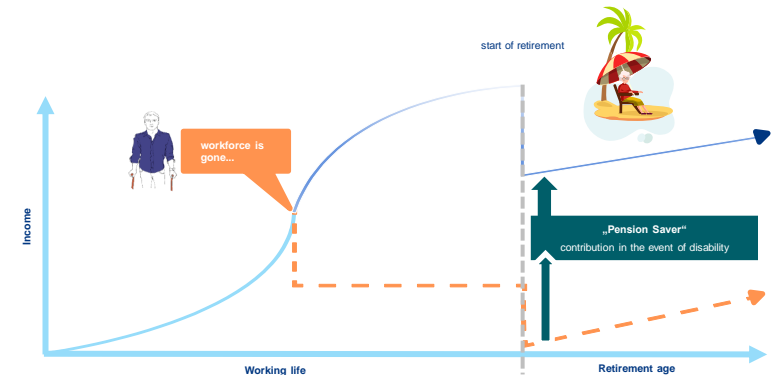 start of retirement
workforce is
gone...
Income
„Pension Saver“
contribution in the event of disability
Working life
Retirement age